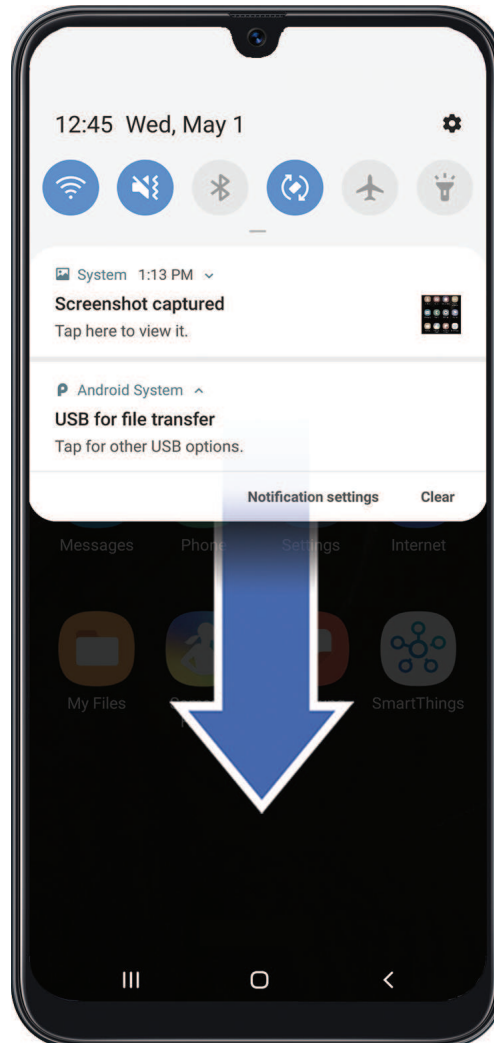 12:45 Wed, May 1
System 1:13 PM
Screenshot captured
Tap here to view it.
Android System
USB for file transfer
Tap for other USB options.
Notification settings Clear
Messages Phone Settings Internet
My Files SmartThings